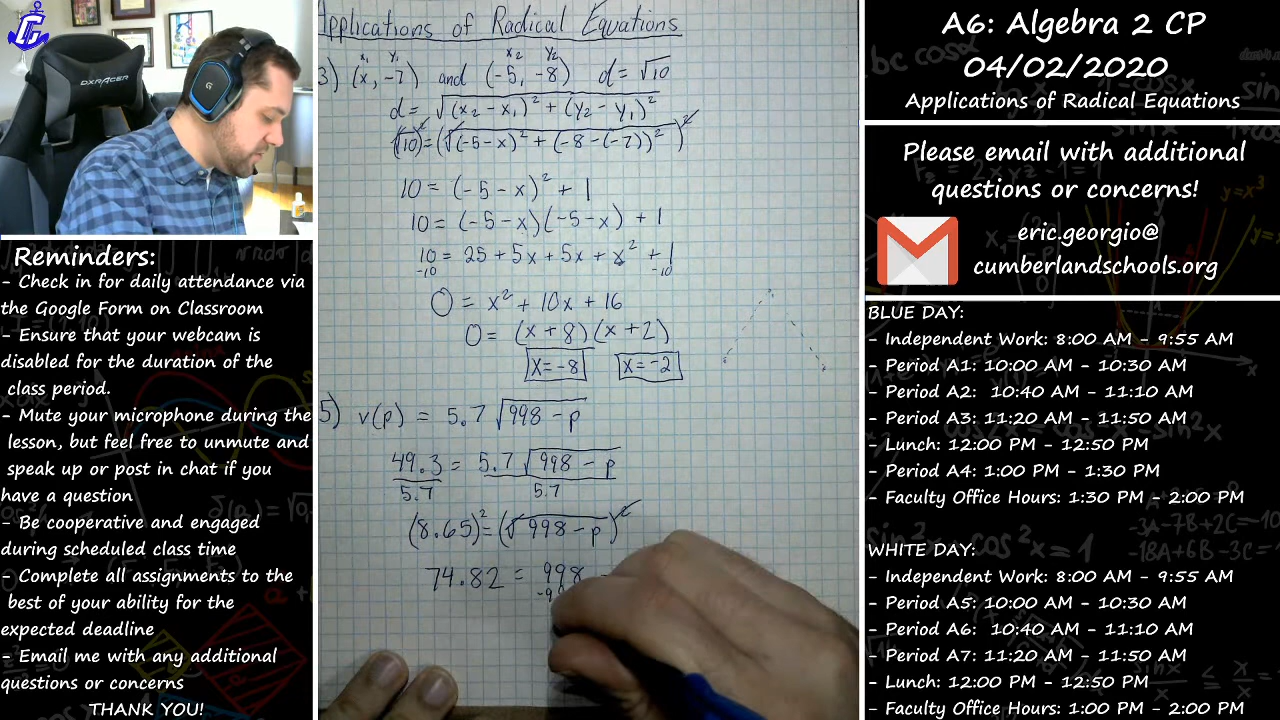 C
DXRACER
G
Applications of Radical Equations
x₁ y₁ x₂ y₂
3) (x, -7) and (-5, -8) d = √10
d = √(x₂ - x₁)² + (y₂ - y₁)²
(√10)² = (√(-5 - x)² + (-8 - (-7))²)²
10 = (-5 - x)² + 1
10 = (-5 - x)(-5 - x) + 1
10 = 25 + 5x + 5x + x² + 1
-10 -10
0 = x² + 10x + 16
0 = (x + 8)(x + 2)
x = -8 x = -2
5) v(p) = 5.7 √998 - p
49.3 = 5.7 √998 - p
5.7 5.7
(8.65)² = (√998 - p)²
74.82 = 998 -
-9
Reminders:
- Check in for daily attendance via
the Google Form on Classroom
- Ensure that your webcam is
disabled for the duration of the
class period.
- Mute your microphone during the
lesson, but feel free to unmute and
speak up or post in chat if you
have a question
- Be cooperative and engaged
during scheduled class time
- Complete all assignments to the
best of your ability for the
expected deadline
- Email me with any additional
questions or concerns
THANK YOU!
A6: Algebra 2 CP
04/02/2020
Applications of Radical Equations
Please email with additional
questions or concerns!
eric.georgio@
cumberlandschools.org
BLUE DAY:
- Independent Work: 8:00 AM - 9:55 AM
- Period A1: 10:00 AM - 10:30 AM
- Period A2: 10:40 AM - 11:10 AM
- Period A3: 11:20 AM - 11:50 AM
- Lunch: 12:00 PM - 12:50 PM
- Period A4: 1:00 PM - 1:30 PM
- Faculty Office Hours: 1:30 PM - 2:00 PM
WHITE DAY:
- Independent Work: 8:00 AM - 9:55 AM
- Period A5: 10:00 AM - 10:30 AM
- Period A6: 10:40 AM - 11:10 AM
- Period A7: 11:20 AM - 11:50 AM
- Lunch: 12:00 PM - 12:50 PM
- Faculty Office Hours: 1:00 PM - 2:00 PM